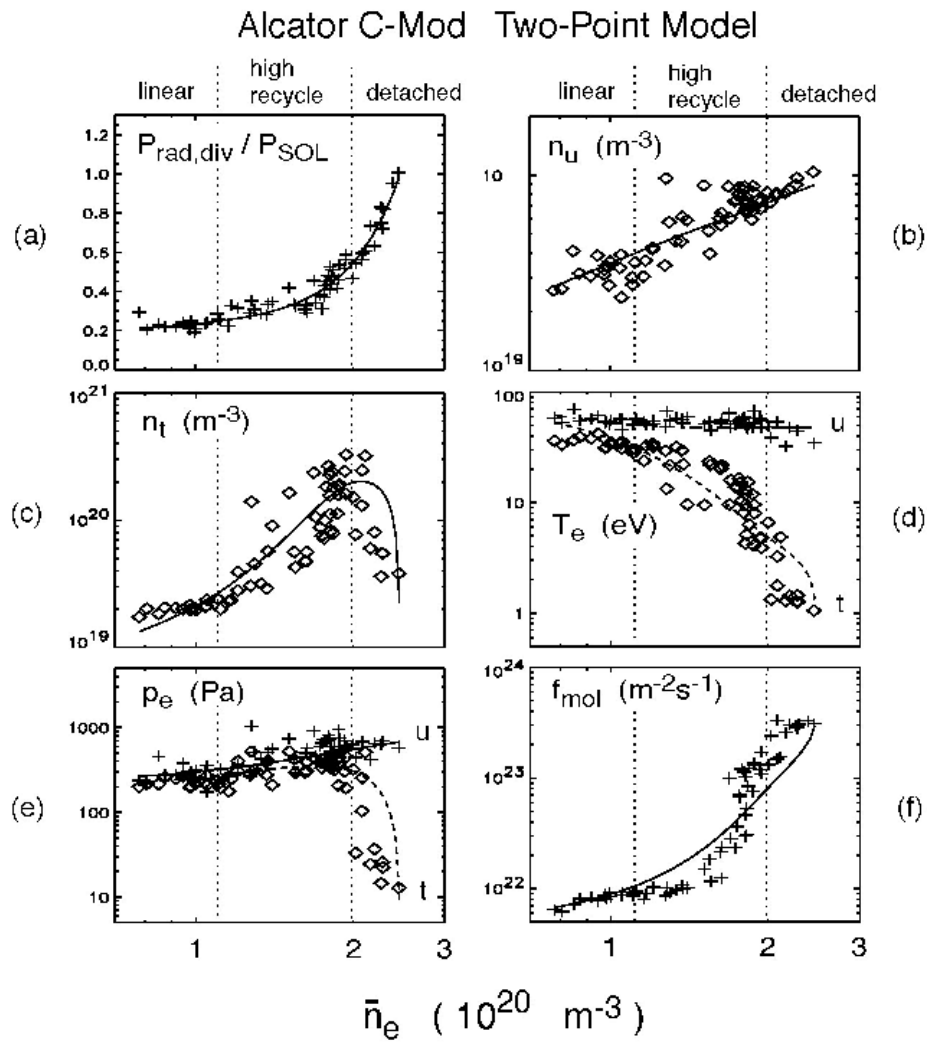 Alcator C-Mod Two-Point Model
linear high recycle detached
linear high recycle detached
(a)
P_rad,div / P_SOL
1.2
1.0
0.8
0.6
0.4
0.2
0.0
n_u (m^-3)
10
10^19
(b)
(c)
n_t (m^-3)
10^21
10^20
10^19
T_e (eV)
100
10
1
u
t
(d)
(e)
p_e (Pa)
1000
100
10
u
t
1 2 3
f_mol (m^-2 s^-1)
10^24
10^23
10^22
1 2 3
(f)
n̄_e ( 10^20 m^-3 )